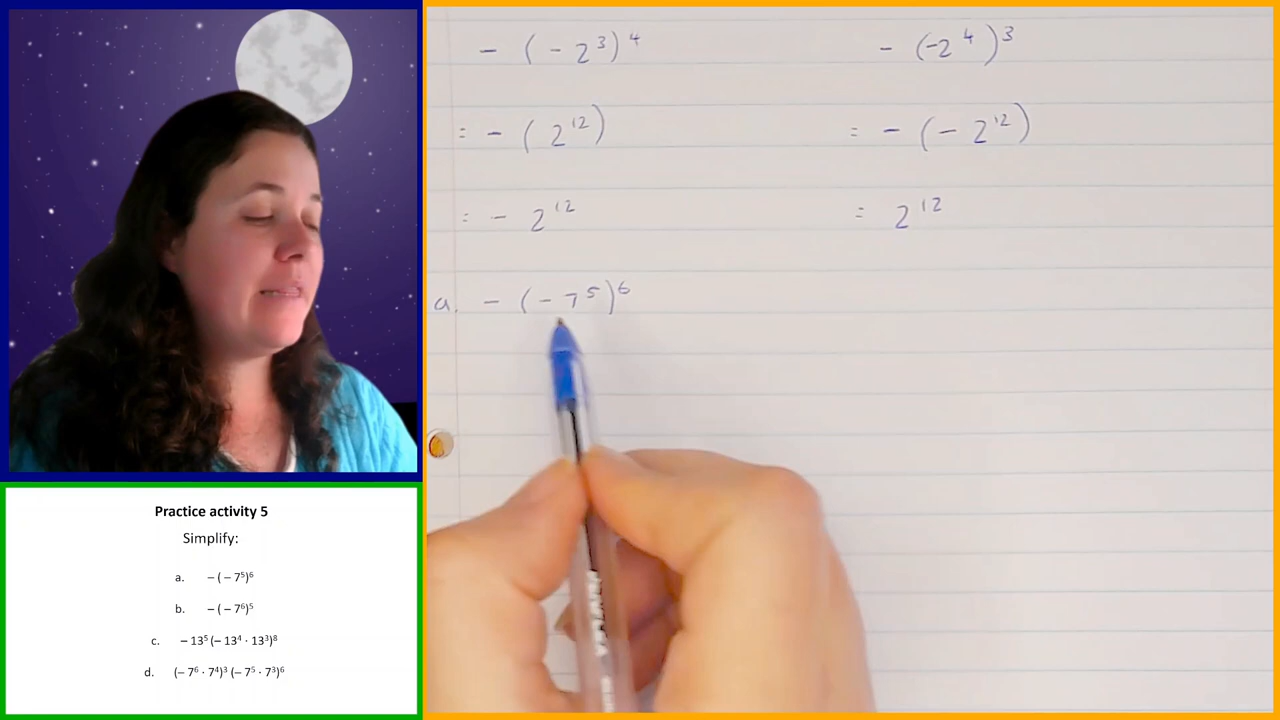 − (− 2³)⁴
− (−2⁴)³
= − (2¹²)
= − (− 2¹²)
= − 2¹²
= 2¹²
a. − (− 7⁵)⁶
Practice activity 5
Simplify:
a. − (− 7⁵)⁶
b. − (− 7⁶)⁵
c. − 13⁵ (− 13⁴ · 13³)⁸
d. (− 7⁶ · 7⁴)³ (− 7⁵ · 7³)⁶